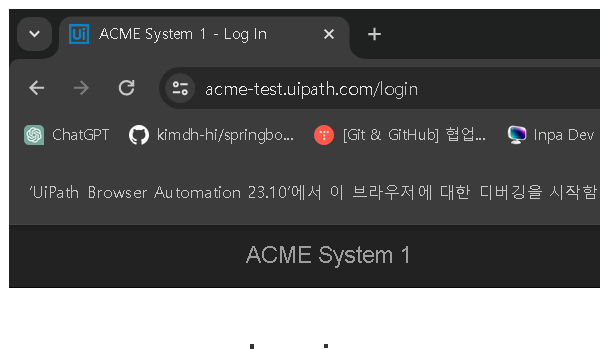 Ui ACME System 1 - Log In
acme-test.uipath.com/login
ChatGPT kimdh-hi/springbo... [Git & GitHub] 협업... Inpa Dev
'UiPath Browser Automation 23.10'에서 이 브라우저에 대한 디버깅을 시작함
ACME System 1